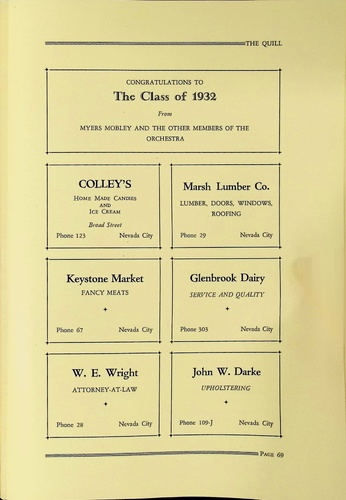 THE QUILL
CONGRATULATIONS TO
The Class of 1932
From
MYERS MOBLEY AND THE OTHER MEMBERS OF THE
ORCHESTRA
COLLEY'S
HOME MADE CANDIES
AND
ICE CREAM
Broad Street
Phone 123 Nevada City
Marsh Lumber Co.
LUMBER, DOORS, WINDOWS,
ROOFING
Phone 29 Nevada City
Keystone Market
FANCY MEATS
Phone 67 Nevada City
Glenbrook Dairy
SERVICE AND QUALITY
Phone 303 Nevada City
W. E. Wright
ATTORNEY-AT-LAW
Phone 28 Nevada City
John W. Darke
UPHOLSTERING
Phone 109-J Nevada City
PAGE 69